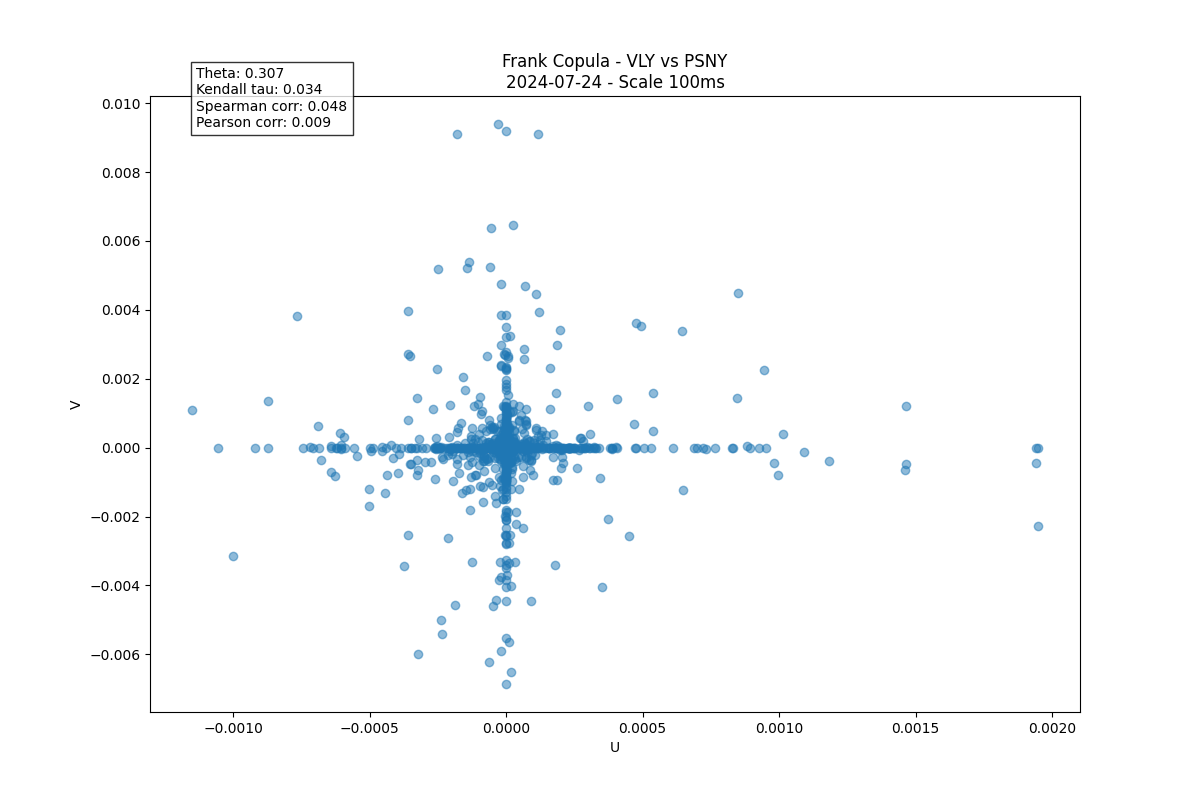 Frank Copula - VLY vs PSNY
2024-07-24 - Scale 100ms
Theta: 0.307
Kendall tau: 0.034
Spearman corr: 0.048
Pearson corr: 0.009
0.010
0.008
0.006
0.004
0.002
0.000
−0.002
−0.004
−0.006
V
−0.0010
−0.0005
0.0000
0.0005
0.0010
0.0015
0.0020
U